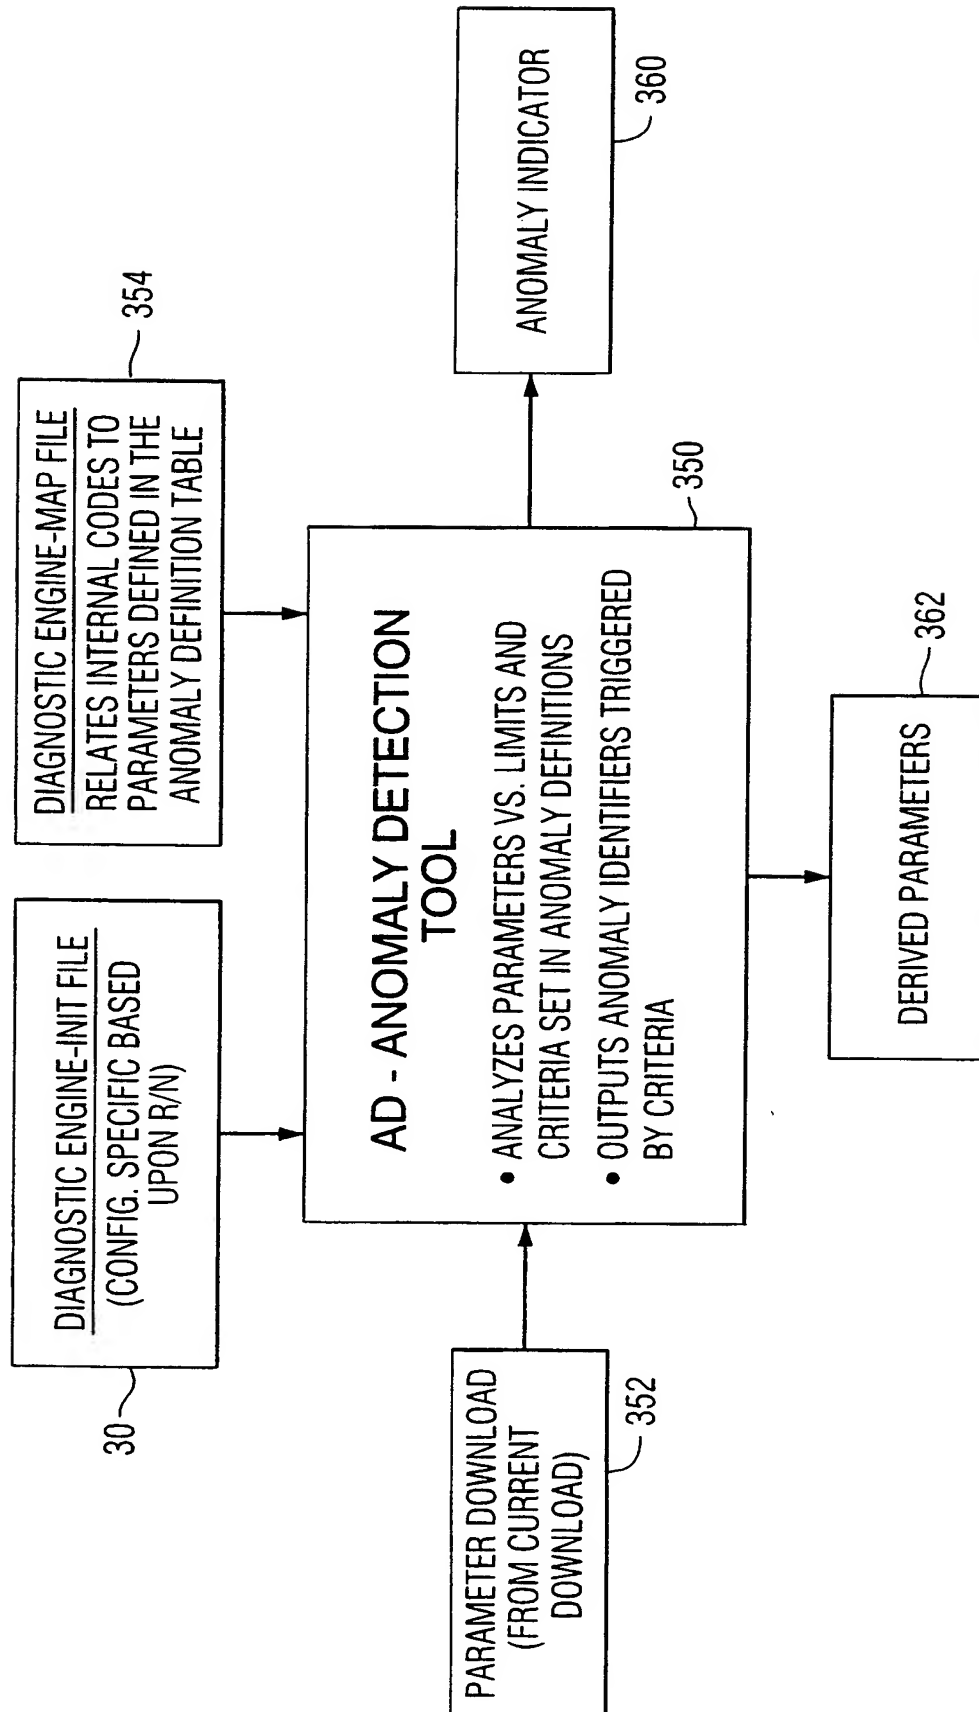 DIAGNOSTIC ENGINE-INIT FILE
(CONFIG. SPECIFIC BASED
UPON R/N)
30
DIAGNOSTIC ENGINE-MAP FILE
RELATES INTERNAL CODES TO
PARAMETERS DEFINED IN THE
ANOMALY DEFINITION TABLE
354
PARAMETER DOWNLOAD
(FROM CURRENT
DOWNLOAD)
352
AD - ANOMALY DETECTION
TOOL
• ANALYZES PARAMETERS VS. LIMITS AND
CRITERIA SET IN ANOMALY DEFINITIONS
• OUTPUTS ANOMALY IDENTIFIERS TRIGGERED
BY CRITERIA
350
ANOMALY INDICATOR
360
DERIVED PARAMETERS
362